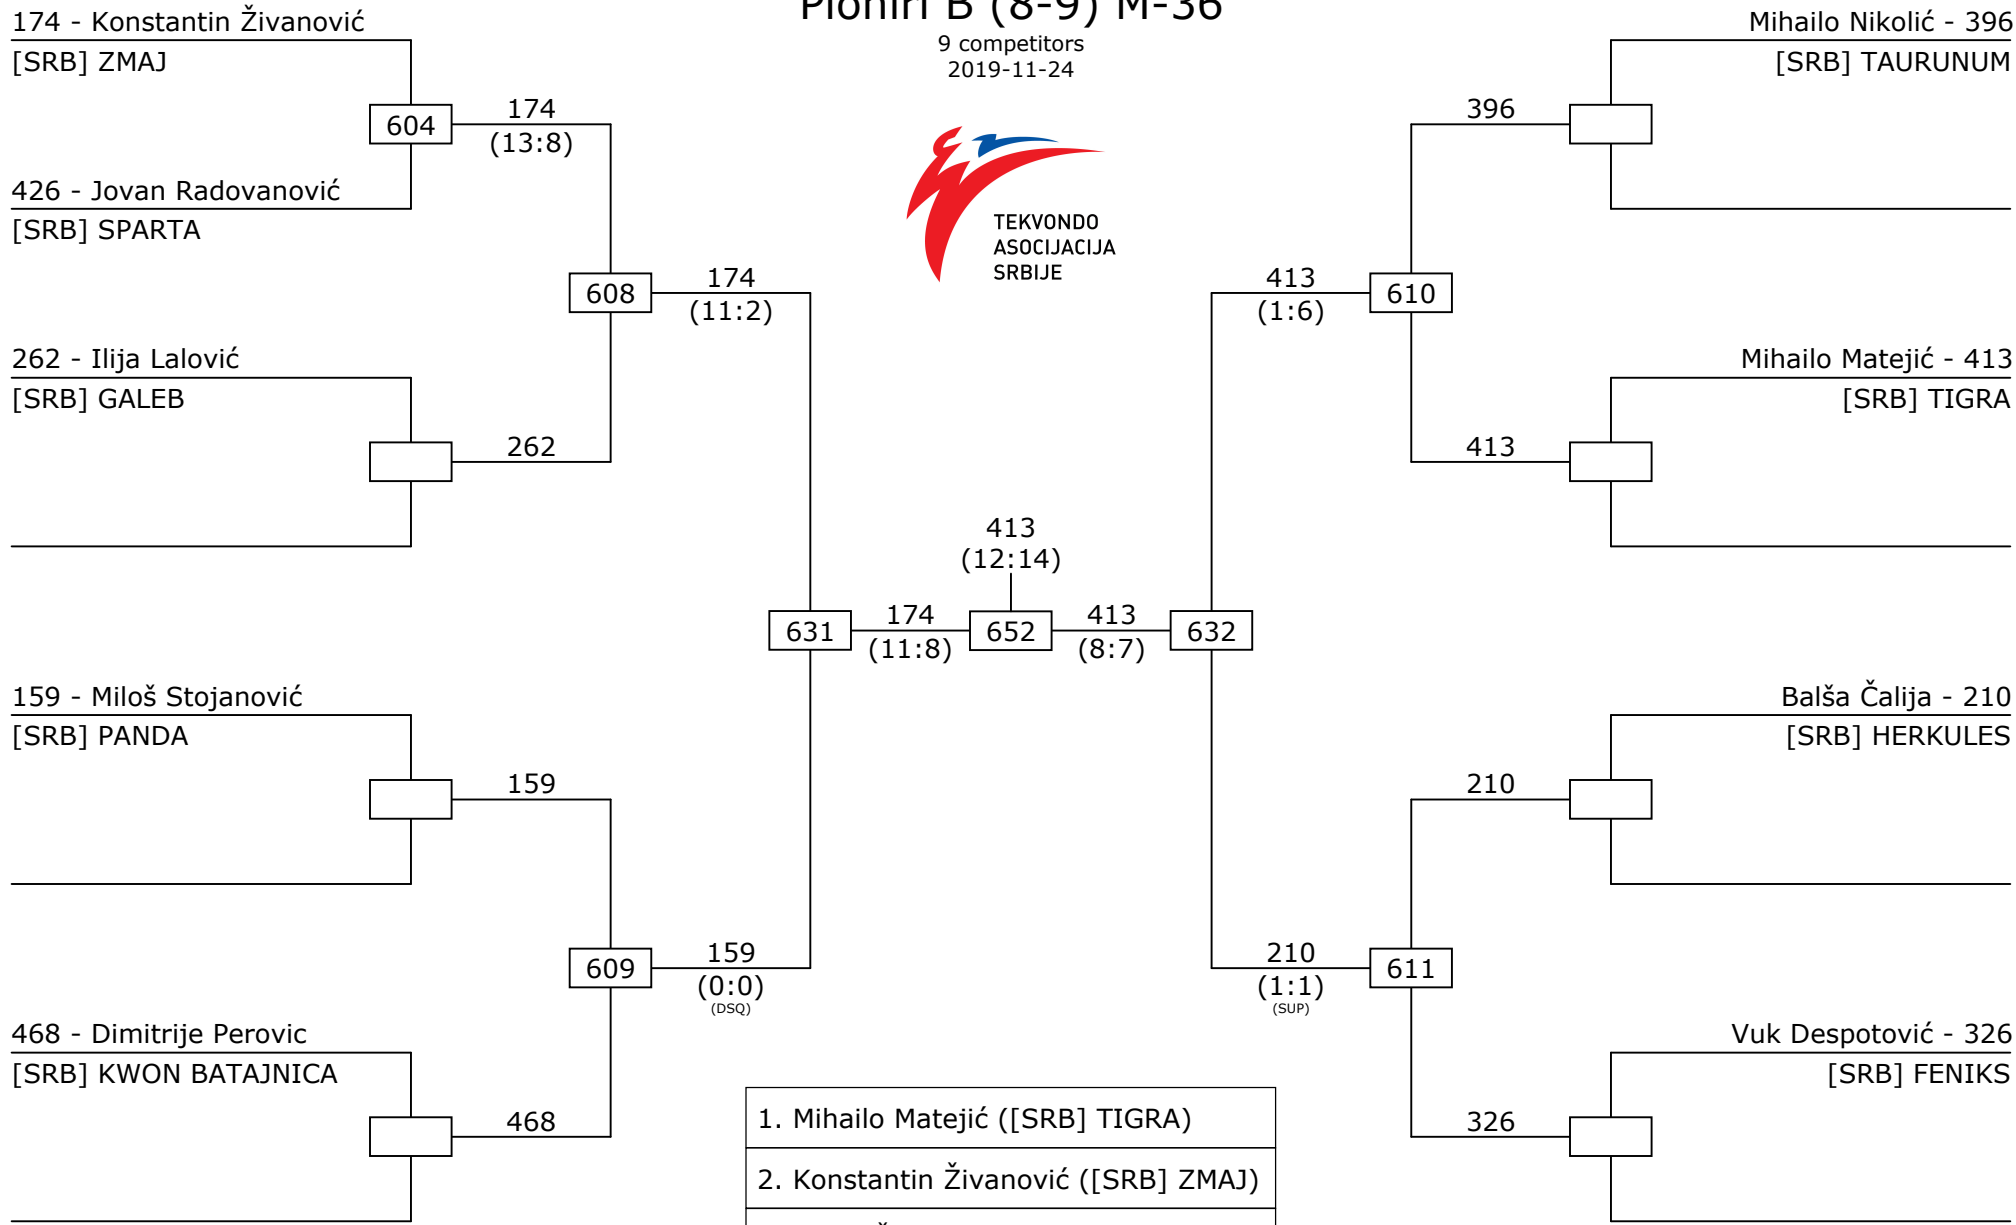 Pioniri B (8-9) M-36
9 competitors
2019-11-24
TEKVONDO
ASOCIJACIJA
SRBIJE
174 - Konstantin Živanović
[SRB] ZMAJ
604
174
(13:8)
426 - Jovan Radovanović
[SRB] SPARTA
608
174
(11:2)
262 - Ilija Lalović
[SRB] GALEB
262
631
174
(11:8)
159 - Miloš Stojanović
[SRB] PANDA
159
609
159
(0:0)
(DSQ)
468 - Dimitrije Perovic
[SRB] KWON BATAJNICA
468
413
(12:14)
652
413
(8:7)
632
Mihailo Nikolić - 396
[SRB] TAURUNUM
396
413
(1:6)
610
Mihailo Matejić - 413
[SRB] TIGRA
413
Balša Čalija - 210
[SRB] HERKULES
210
210
(1:1)
(SUP)
611
Vuk Despotović - 326
[SRB] FENIKS
326
1. Mihailo Matejić ([SRB] TIGRA)
2. Konstantin Živanović ([SRB] ZMAJ)